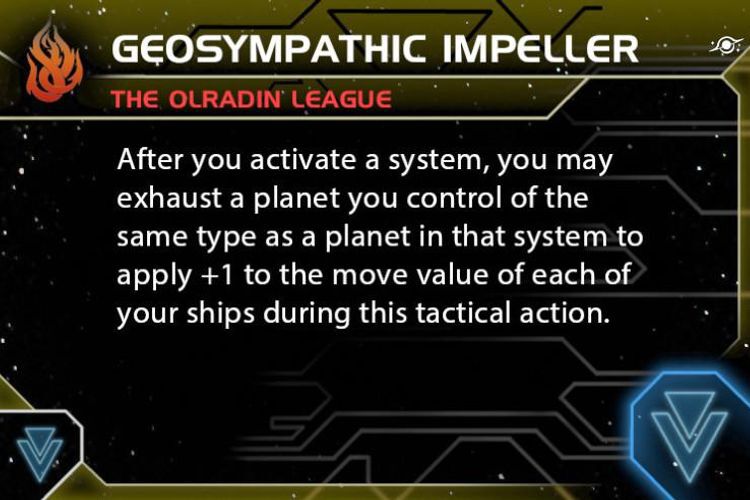 GEOSYMPATHIC IMPELLER
THE OLRADIN LEAGUE
After you activate a system, you may
exhaust a planet you control of the
same type as a planet in that system to
apply +1 to the move value of each of
your ships during this tactical action.